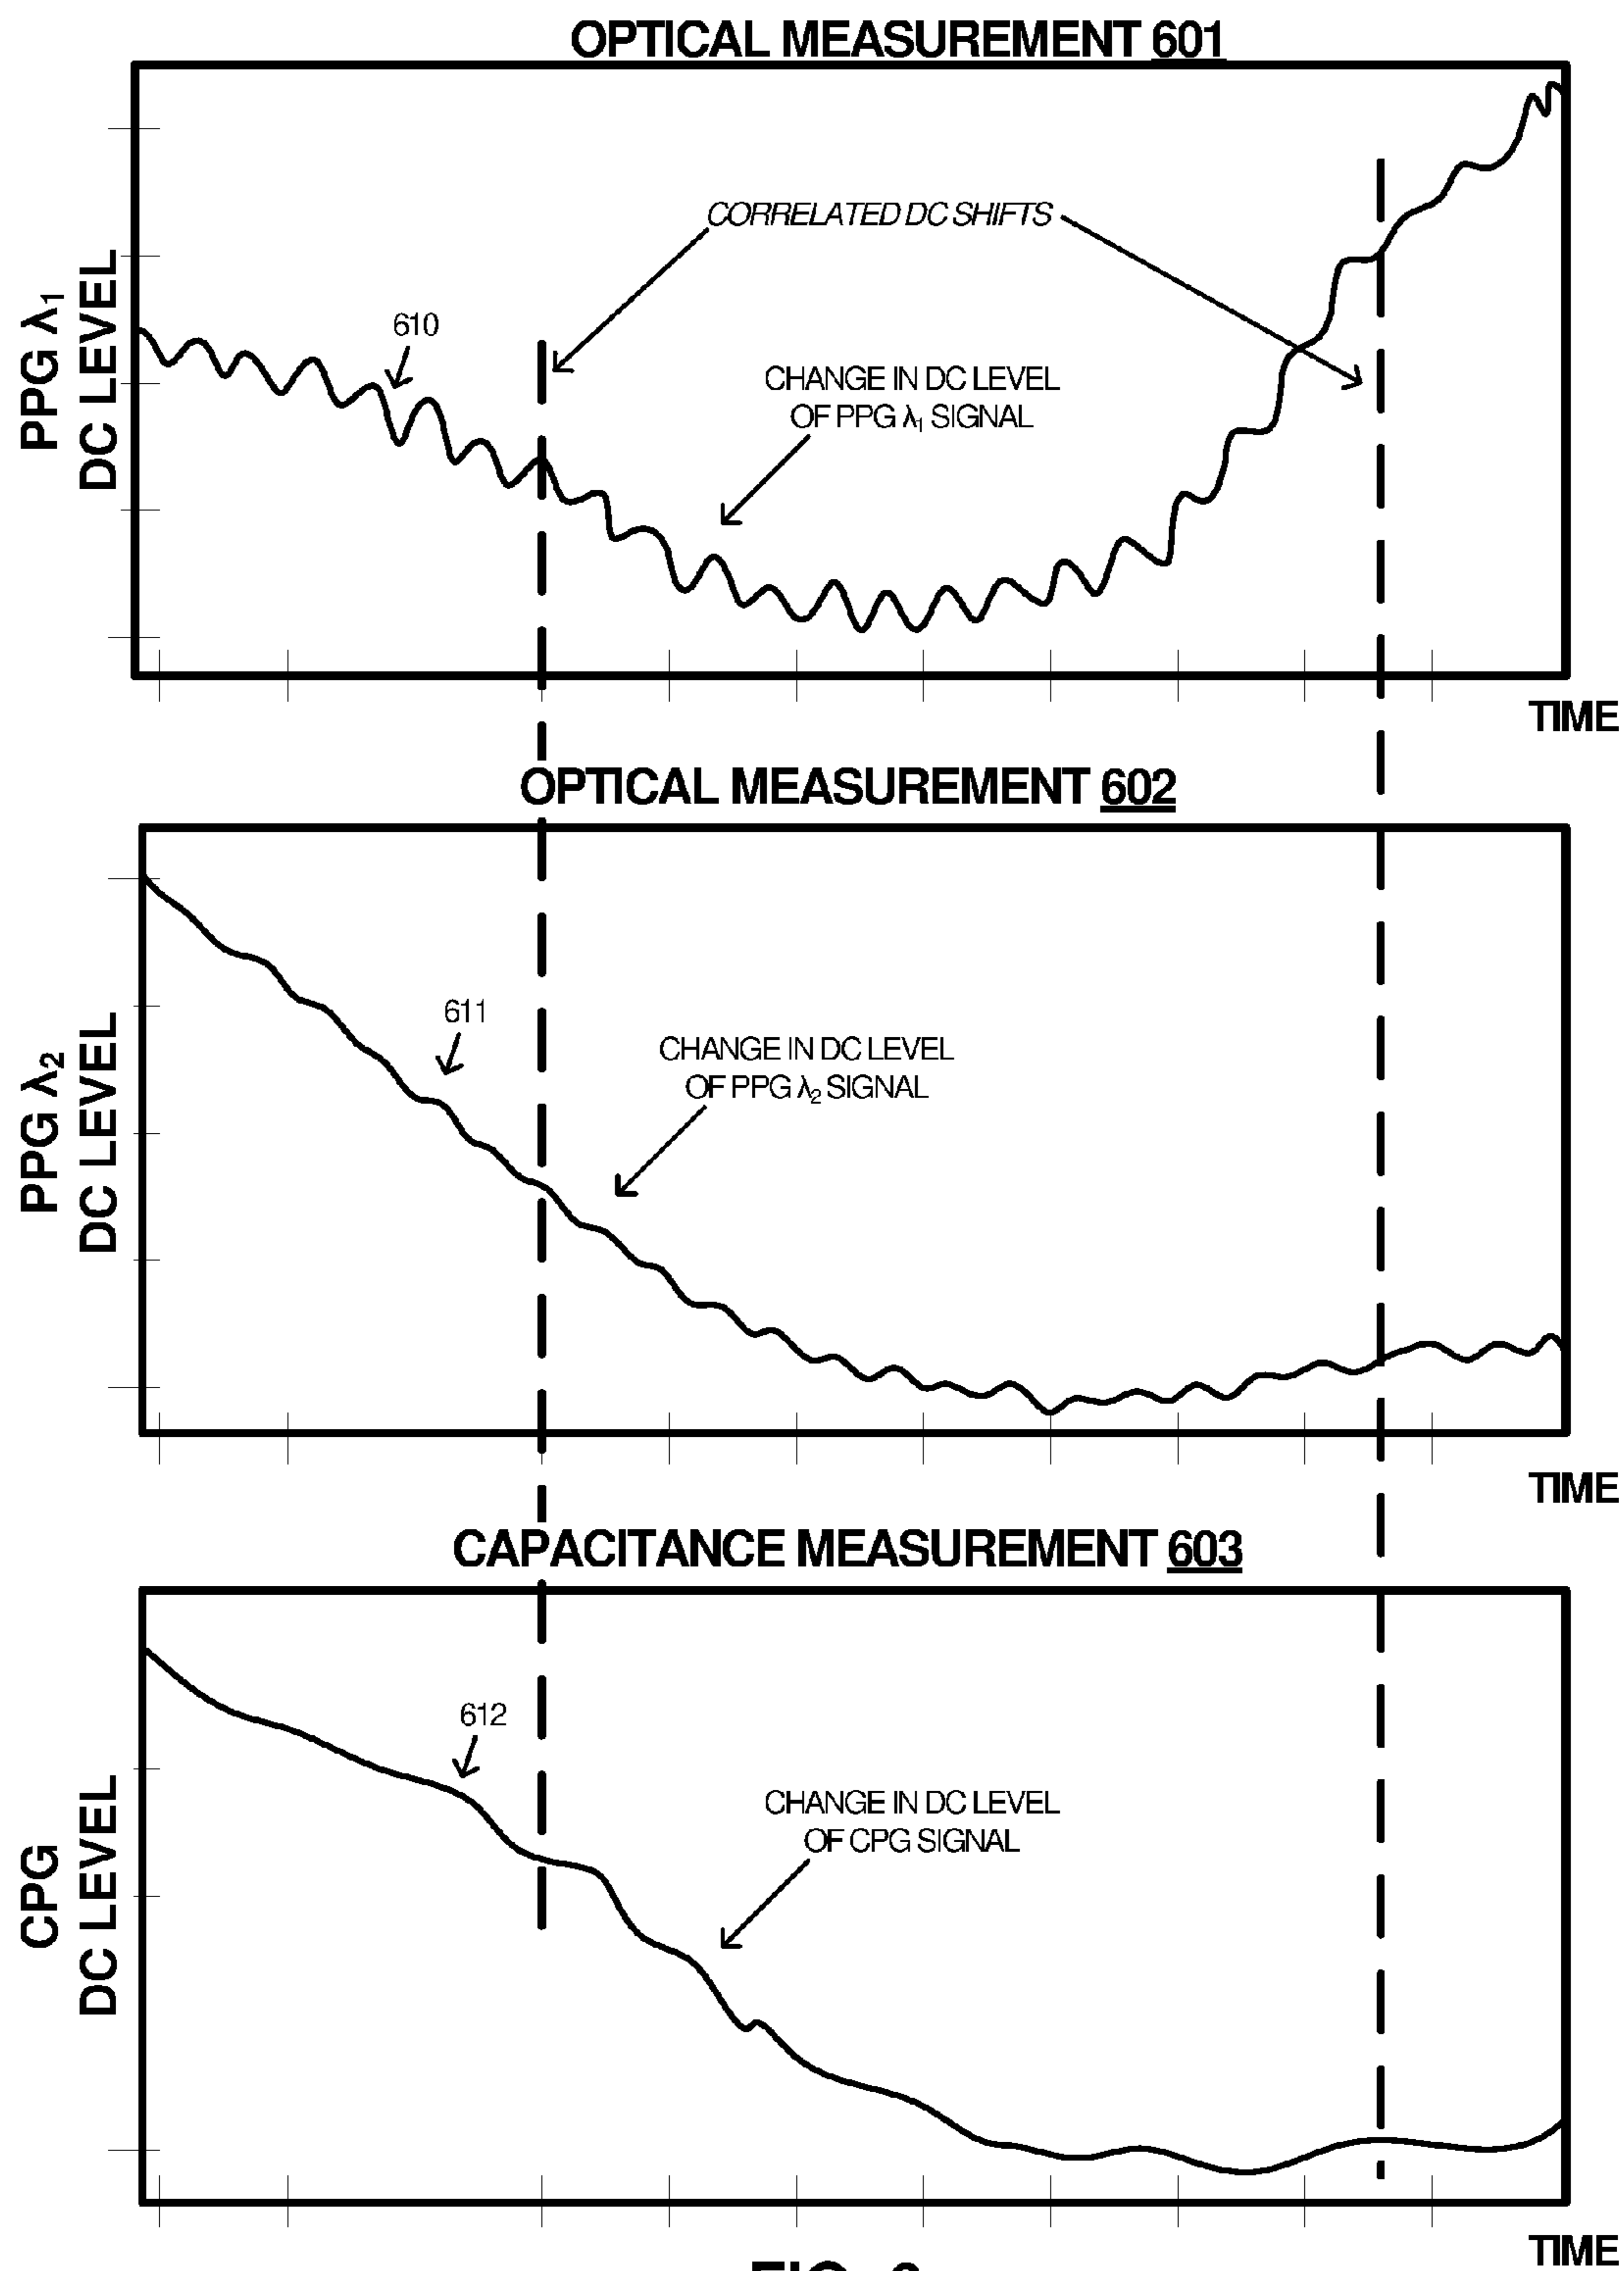 OPTICAL MEASUREMENT 601
PPG λ1
DC LEVEL
CORRELATED DC SHIFTS
610
CHANGE IN DC LEVEL
OF PPG λ1 SIGNAL
TIME
OPTICAL MEASUREMENT 602
PPG λ2
DC LEVEL
611
CHANGE IN DC LEVEL
OF PPG λ2 SIGNAL
TIME
CAPACITANCE MEASUREMENT 603
CPG
DC LEVEL
612
CHANGE IN DC LEVEL
OF CPG SIGNAL
TIME